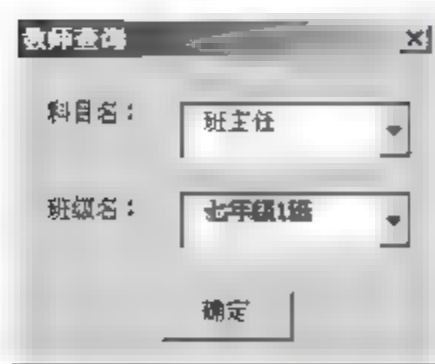 教师查询
科目名：
班主任
班级名：
七年级1班
确定